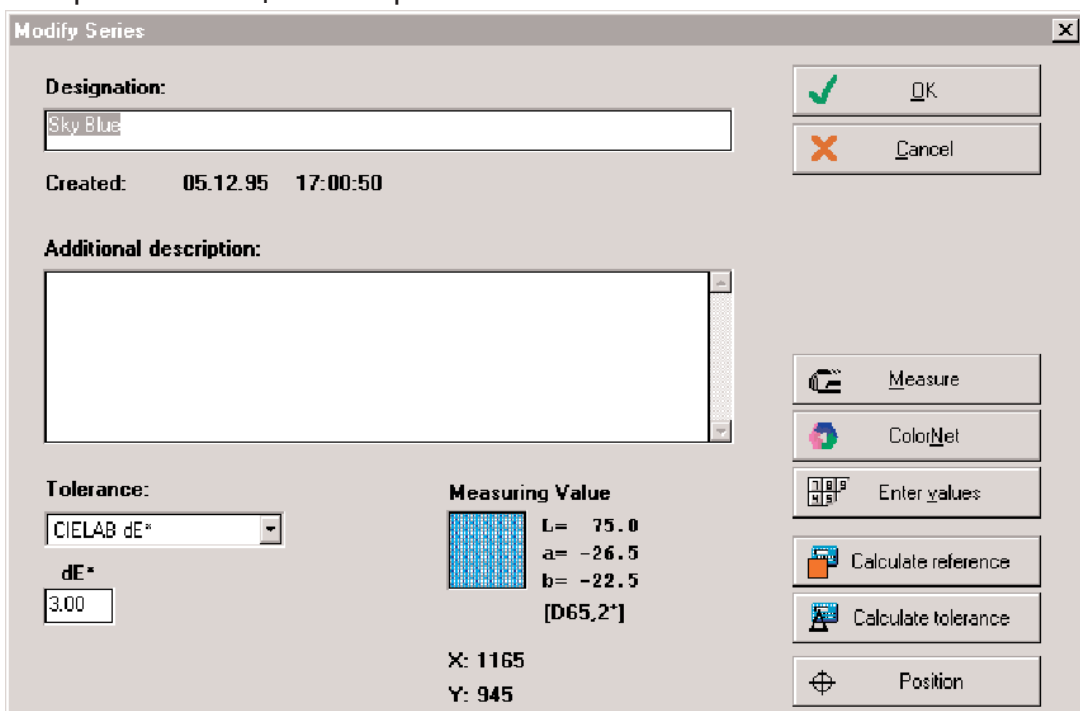 Modify Series
Designation:
Sky Blue
OK
Cancel
Created: 05.12.95 17:00:50
Additional description:
Measure
ColorNet
Enter values
Tolerance:
CIELAB dE*
dE*
3.00
Measuring Value
L= 75.0
a= -26.5
b= -22.5
[D65,2°]
X: 1165
Y: 945
Calculate reference
Calculate tolerance
Position